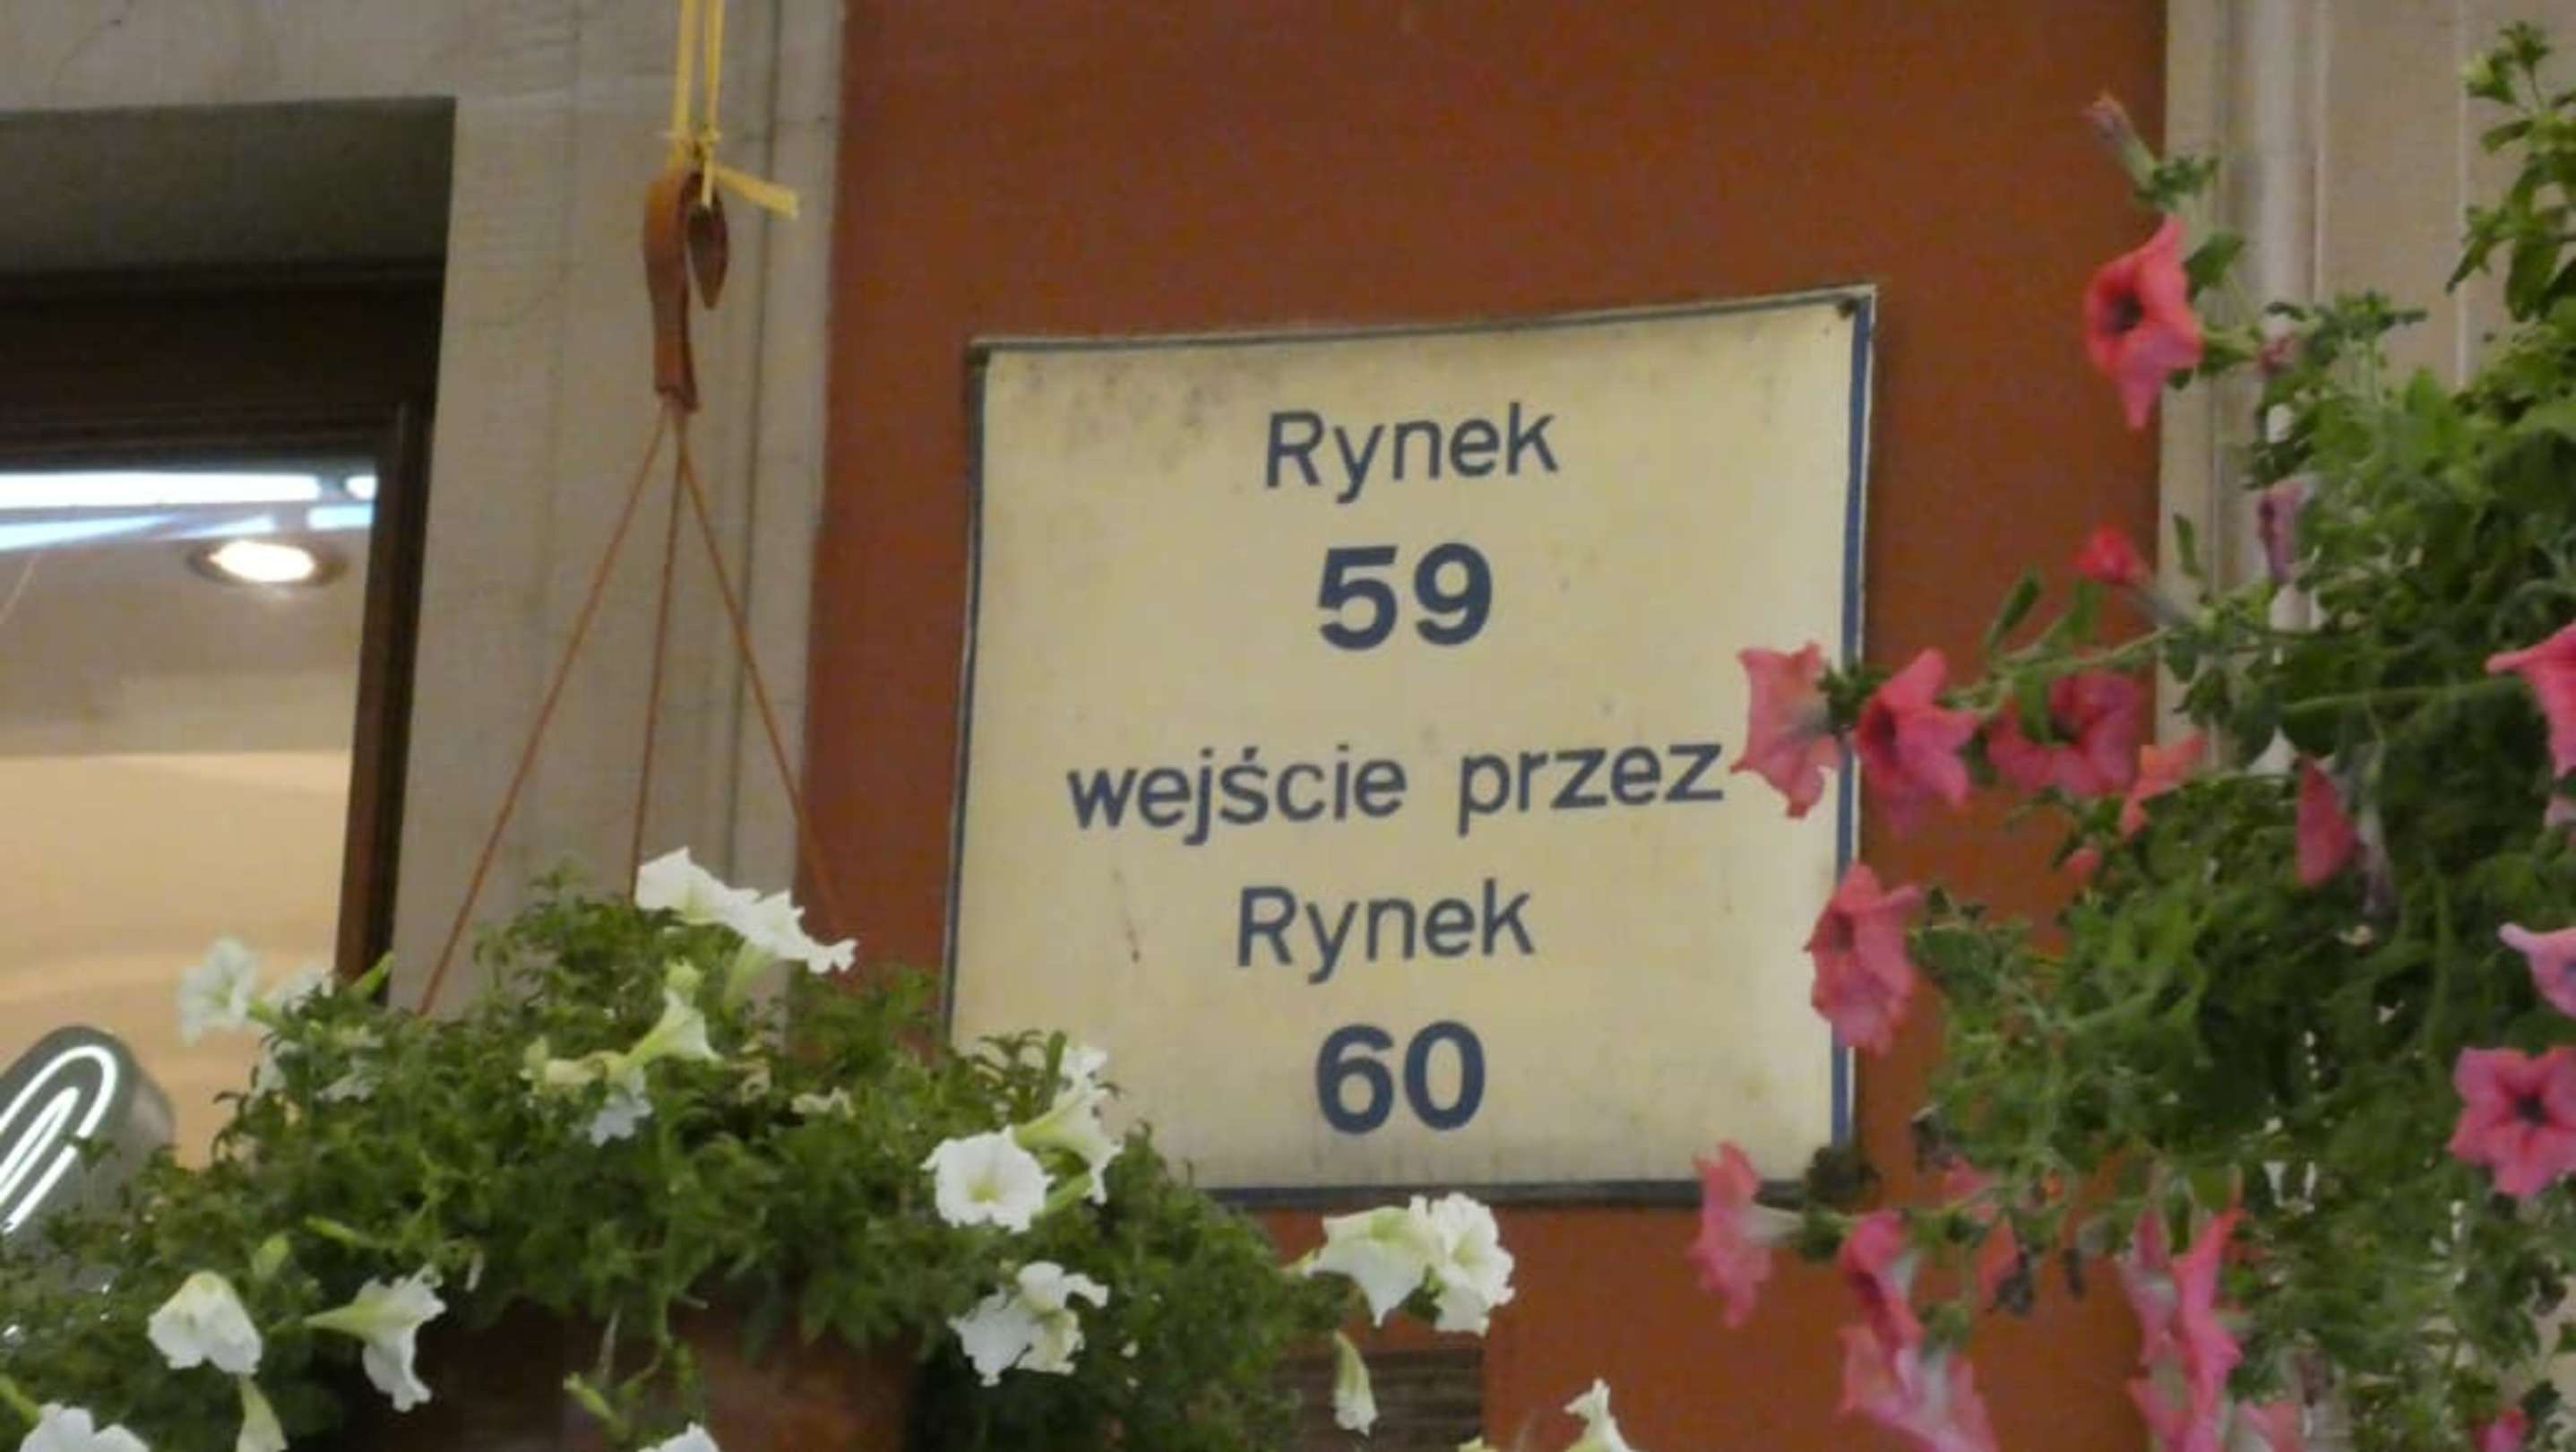 Rynek
59
wejście przez
Rynek
60